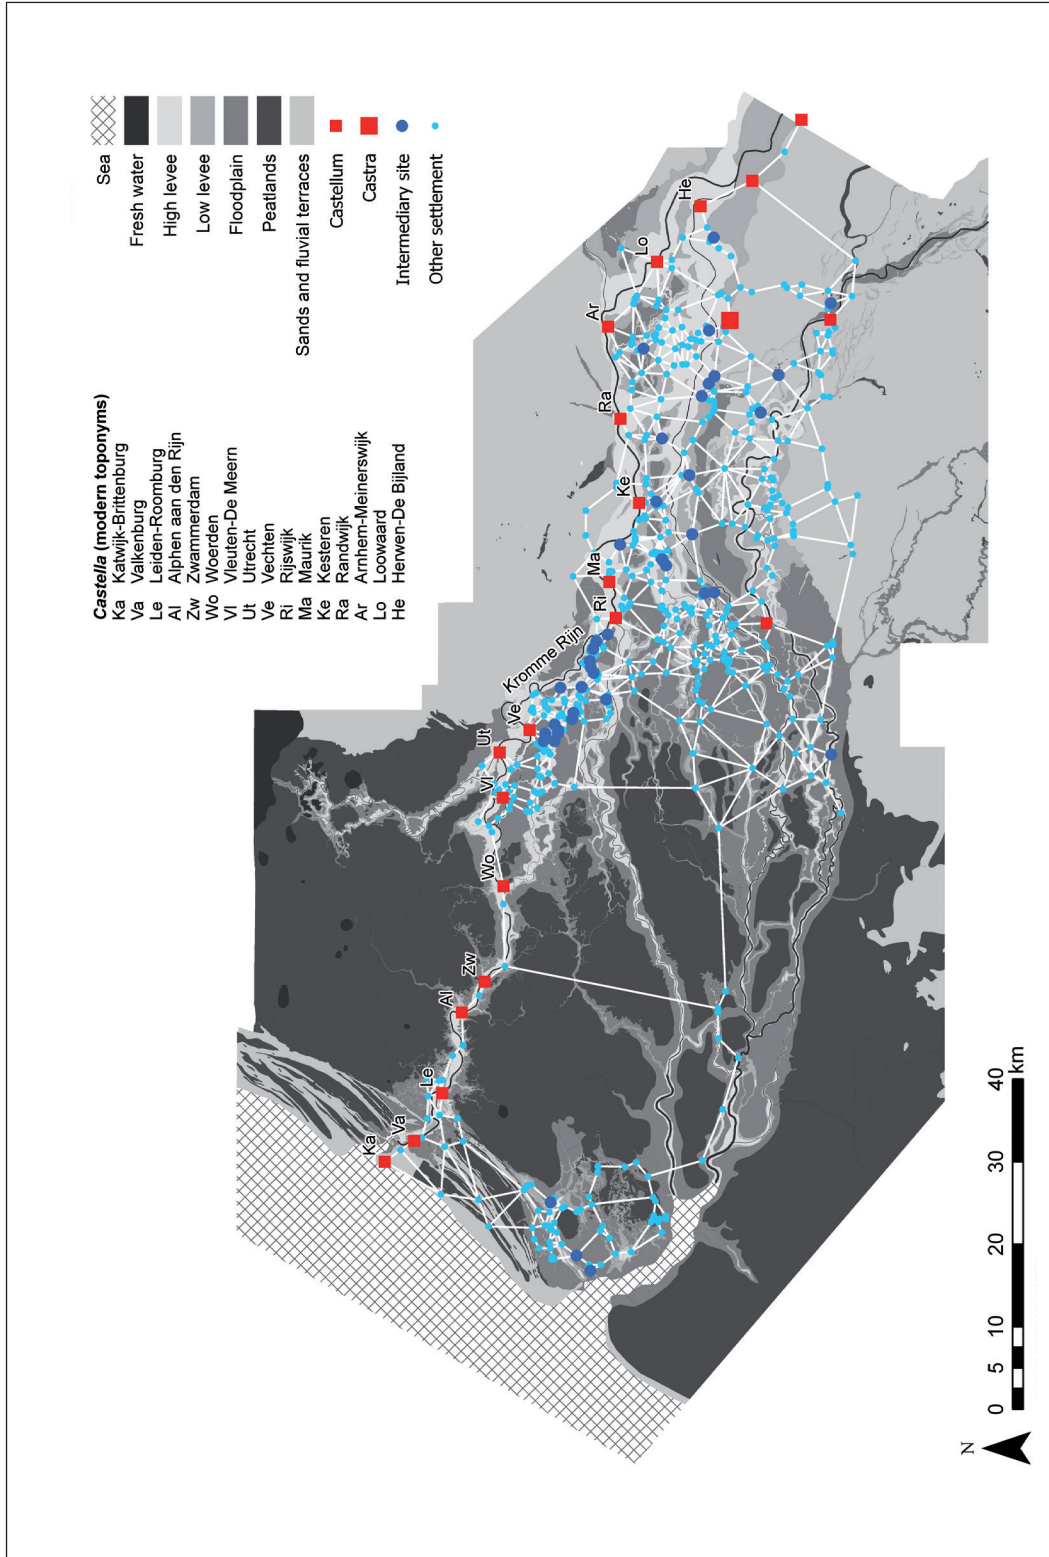 Castella (modern toponyms)
Ka Katwijk-Brittenburg
Va Valkenburg
Le Leiden-Roomburg
Al Alphen aan den Rijn
Zw Zwammerdam
Wo Woerden
Vl Vleuten-De Meern
Ut Utrecht
Ve Vechten
Ri Rijswijk
Ma Maurik
Ke Kesteren
Ra Randwijk
Ar Arnhem-Meinerswijk
Lo Loowaard
He Herwen-De Bijland
Sea
Fresh water
High levee
Low levee
Floodplain
Peatlands
Sands and fluvial terraces
Castellum
Castra
Intermediary site
Other settlement
Ka
Va
Le
Al
Zw
Wo
Vl
Ut
Ve
Kromme Rijn
Ri
Ma
Ke
Ra
Ar
Lo
He
N
0 5 10 20 30 40
km